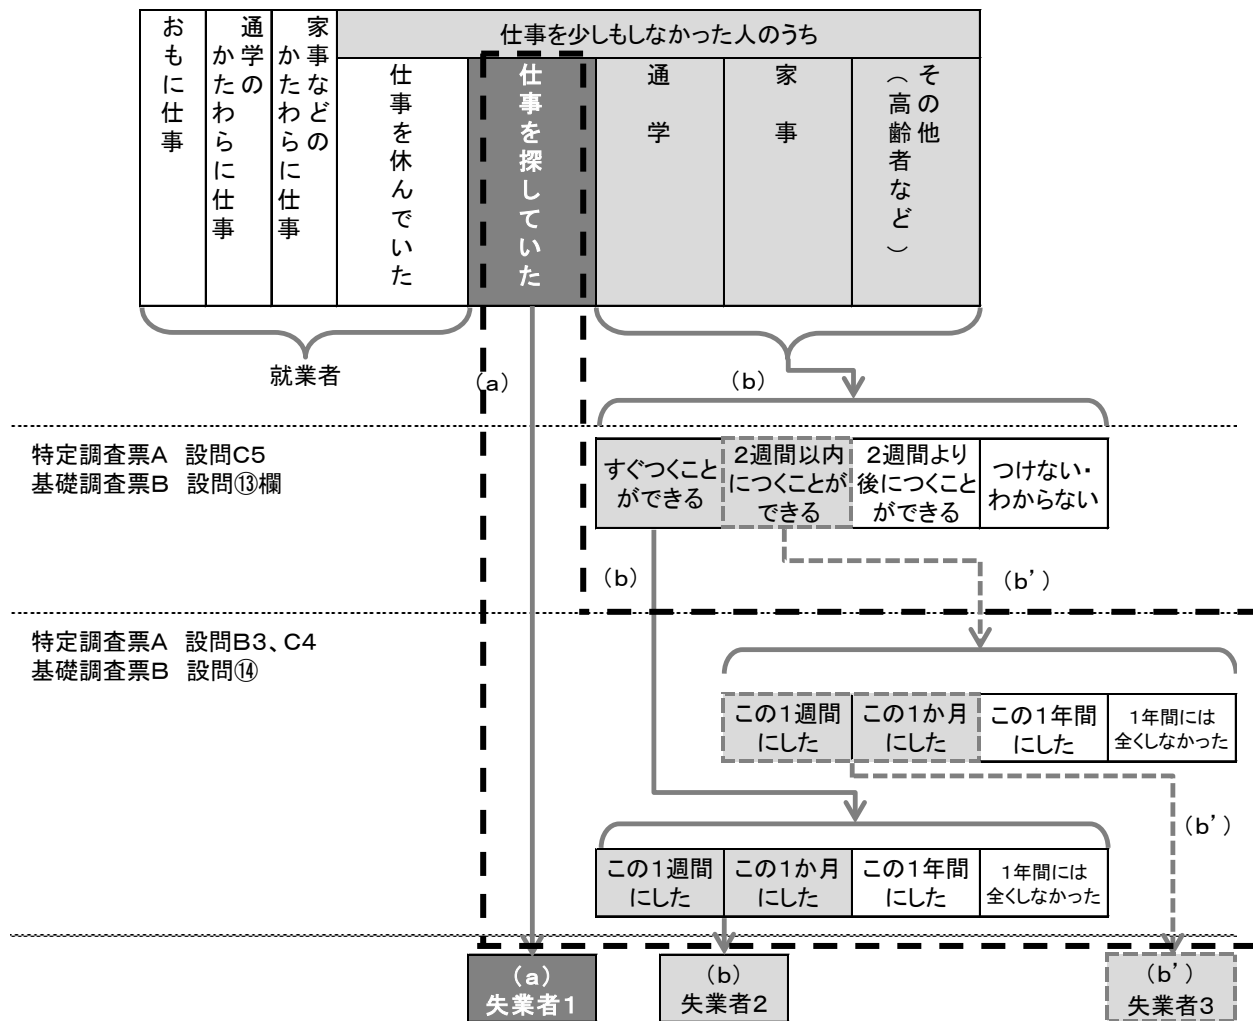 おもに仕事
通学の
かたわらに仕事
家事などの
かたわらに仕事
仕事を少しもしなかった人のうち
仕事を休んでいた
仕事を探していた
通学
家事
その他
（高齢者など）
就業者
（a）
（b）
特定調査票A 設問C5
基礎調査票B 設問⑬欄
すぐつくこと
ができる
2週間以内
につくことが
できる
2週間より
後につくこと
ができる
つけない・
わからない
（b）
（b’）
特定調査票A 設問B3、C4
基礎調査票B 設問⑭
この1週間
にした
この1か月
にした
この1年間
にした
1年間には
全くしなかった
（b’）
この1週間
にした
この1か月
にした
この1年間
にした
1年間には
全くしなかった
（a）
失業者1
（b）
失業者2
（b’）
失業者3